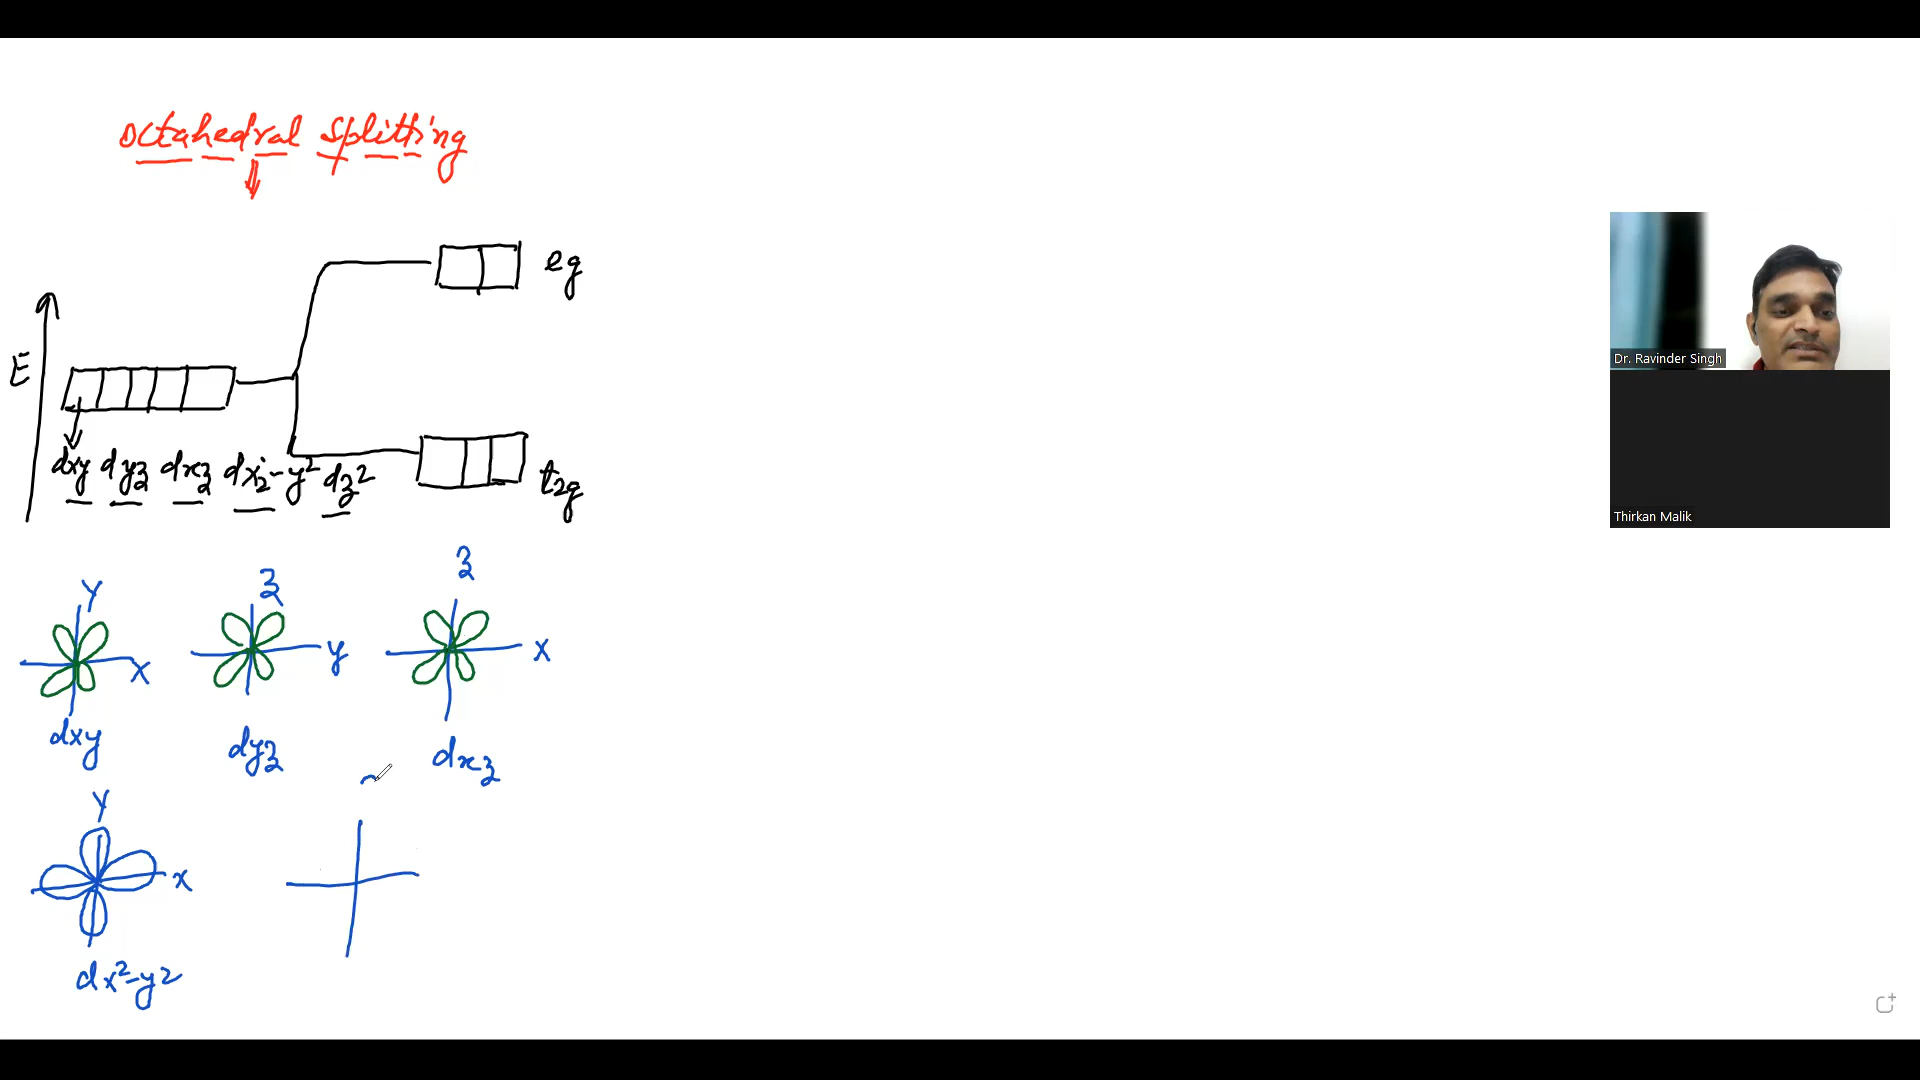 octahedral splitting
eg
E
dxy dyz dxz dx²-y² dz²
t2g
Y
z
z
X
y
X
dxy
dyz
dxz
Y
X
dx²-y²
Dr. Ravinder Singh
Thirkan Malik